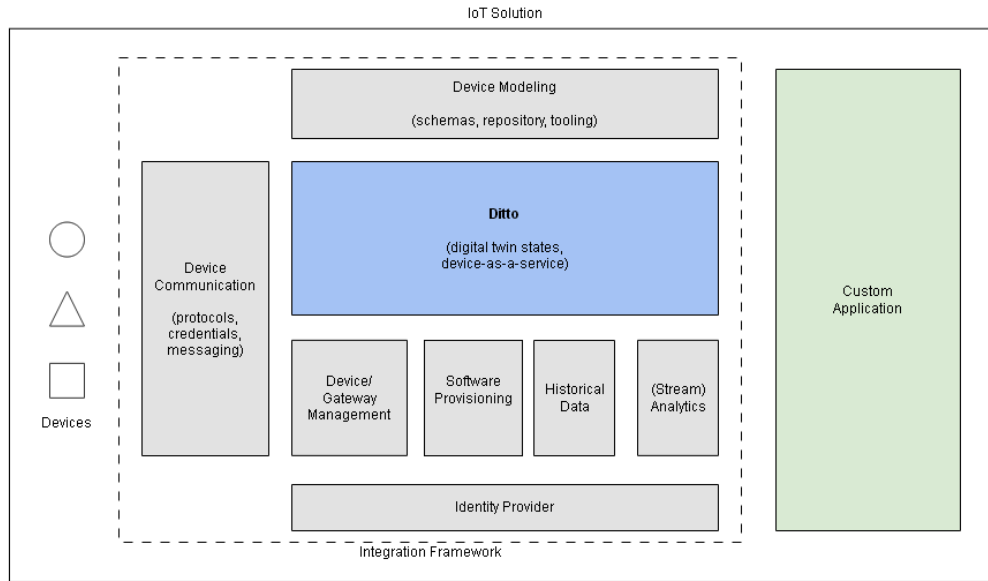 IoT Solution
Device Modeling
(schemas, repository, tooling)
Ditto
(digital twin states,
device-as-a-service)
Device
Communication
(protocols,
credentials,
messaging)
Custom
Application
Device/
Gateway
Management
Software
Provisioning
Historical
Data
(Stream)
Analytics
Devices
Identity Provider
Integration Framework